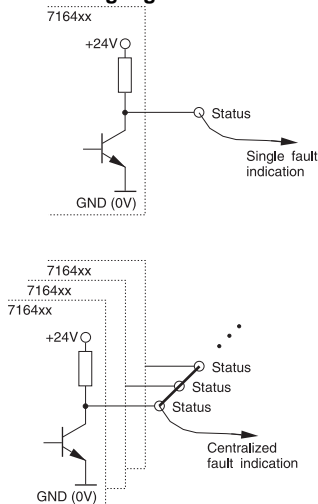 7164xx
+24V
Status
Single fault
indication
GND (0V)
7164xx
7164xx
7164xx
+24V
Status
Status
Status
Centralized
fault indication
GND (0V)